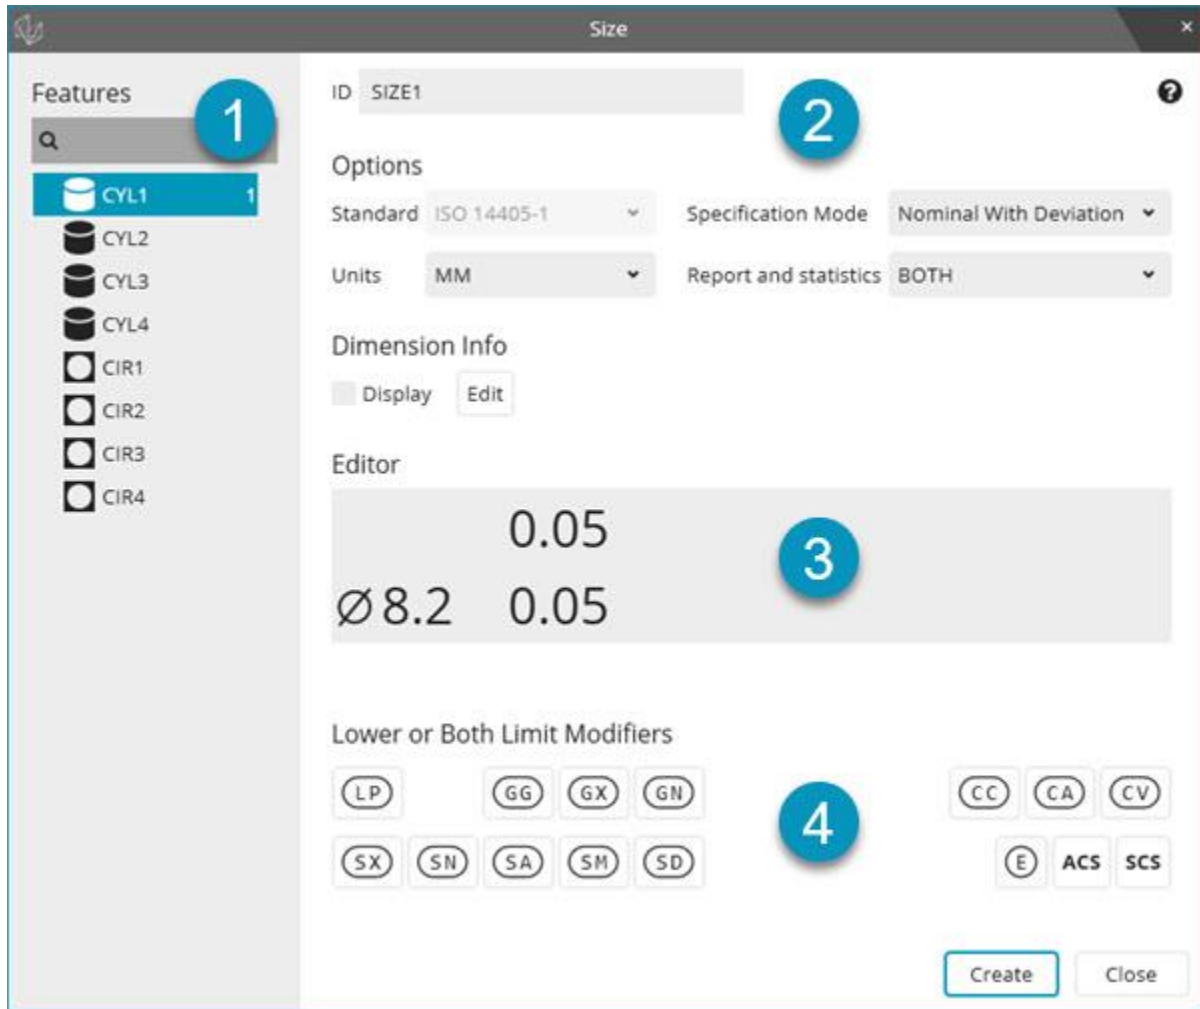 Size
Features
1
CYL1 1
CYL2
CYL3
CYL4
CIR1
CIR2
CIR3
CIR4
ID SIZE1
2
Options
Standard ISO 14405-1 Specification Mode Nominal With Deviation
Units MM Report and statistics BOTH
Dimension Info
Display Edit
Editor
0.05
3
Ø 8.2 0.05
Lower or Both Limit Modifiers
LP GG GX GN CC CA CV
4
SX SN SA SM SD E ACS SCS
Create Close